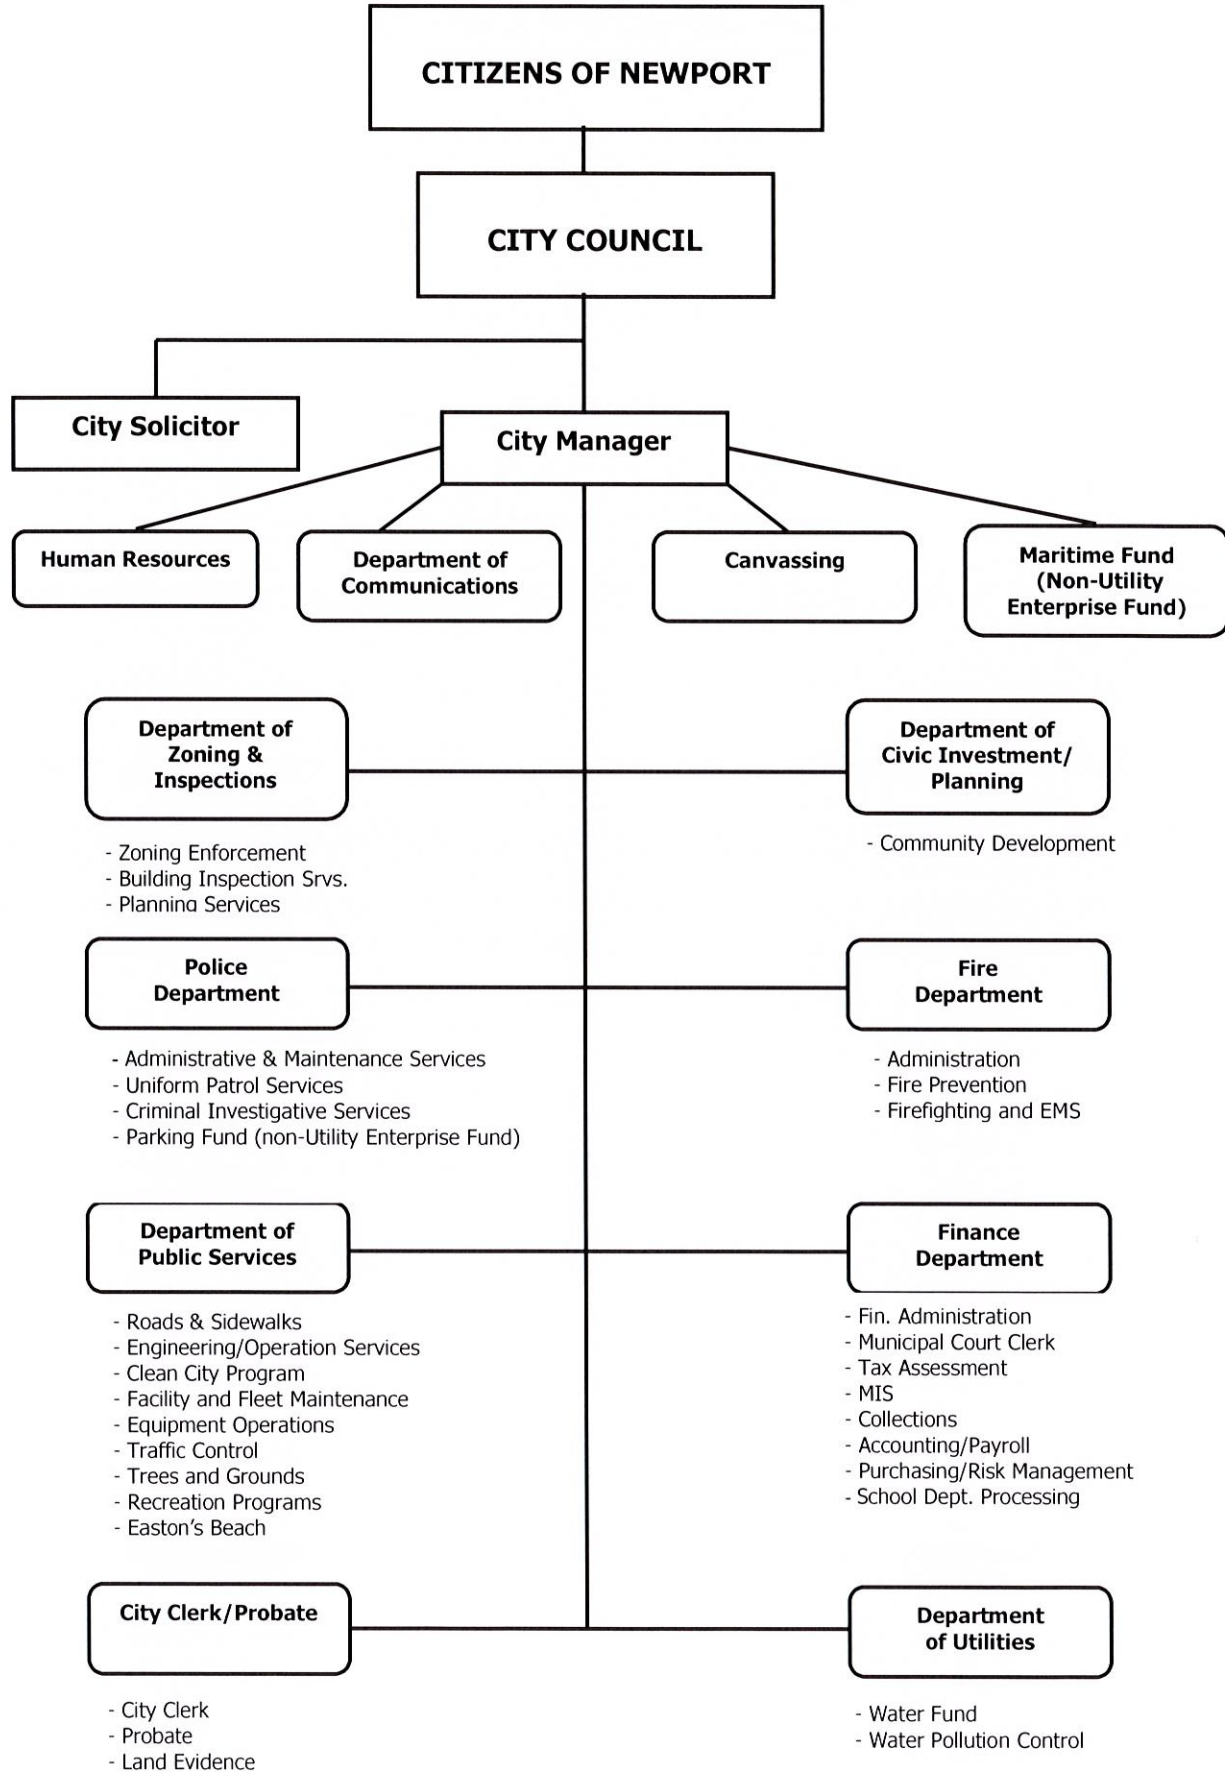 CITIZENS OF NEWPORT
CITY COUNCIL
City Solicitor
City Manager
Human Resources
Department of
Communications
Canvassing
Maritime Fund
(Non-Utility
Enterprise Fund)
Department of
Zoning &
Inspections
Department of
Civic Investment/
Planning
- Zoning Enforcement
- Building Inspection Srvs.
- Planning Services
- Community Development
Police
Department
Fire
Department
- Administrative & Maintenance Services
- Uniform Patrol Services
- Criminal Investigative Services
- Parking Fund (non-Utility Enterprise Fund)
- Administration
- Fire Prevention
- Firefighting and EMS
Department of
Public Services
Finance
Department
- Roads & Sidewalks
- Engineering/Operation Services
- Clean City Program
- Facility and Fleet Maintenance
- Equipment Operations
- Traffic Control
- Trees and Grounds
- Recreation Programs
- Easton's Beach
- Fin. Administration
- Municipal Court Clerk
- Tax Assessment
- MIS
- Collections
- Accounting/Payroll
- Purchasing/Risk Management
- School Dept. Processing
City Clerk/Probate
Department
of Utilities
- City Clerk
- Probate
- Land Evidence
- Water Fund
- Water Pollution Control